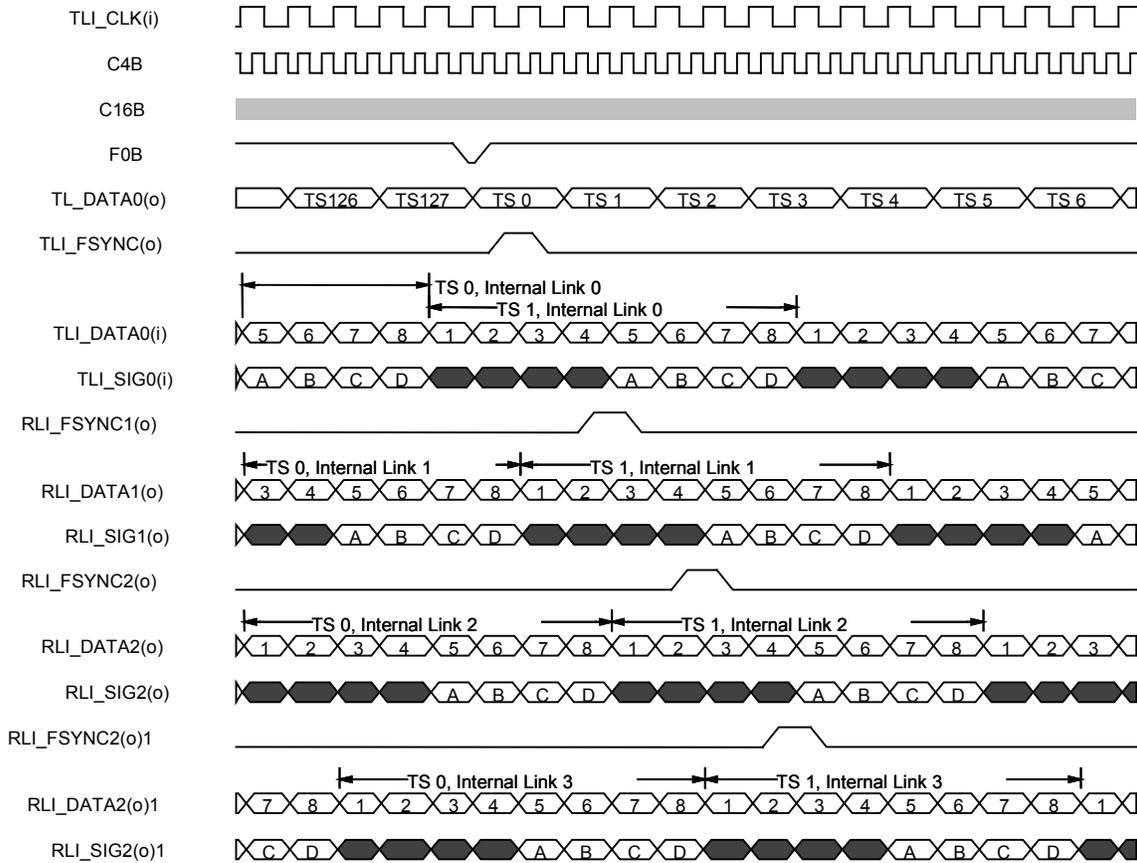 TLI_CLK(i)
C4B
C16B
F0B
TL_DATA0(o) TS126 TS127 TS 0 TS 1 TS 2 TS 3 TS 4 TS 5 TS 6
TLI_FSYNC(o)
TS 0, Internal Link 0
TS 1, Internal Link 0
TLI_DATA0(i) 5 6 7 8 1 2 3 4 5 6 7 8 1 2 3 4 5 6 7
TLI_SIG0(i) A B C D A B C D A B C
RLI_FSYNC1(o)
TS 0, Internal Link 1 TS 1, Internal Link 1
RLI_DATA1(o) 3 4 5 6 7 8 1 2 3 4 5 6 7 8 1 2 3 4 5
RLI_SIG1(o) A B C D A B C D A
RLI_FSYNC2(o)
TS 0, Internal Link 2 TS 1, Internal Link 2
RLI_DATA2(o) 1 2 3 4 5 6 7 8 1 2 3 4 5 6 7 8 1 2 3
RLI_SIG2(o) A B C D A B C D
RLI_FSYNC2(o)1
TS 0, Internal Link 3 TS 1, Internal Link 3
RLI_DATA2(o)1 7 8 1 2 3 4 5 6 7 8 1 2 3 4 5 6 7 8 1
RLI_SIG2(o)1 C D A B C D A B C D